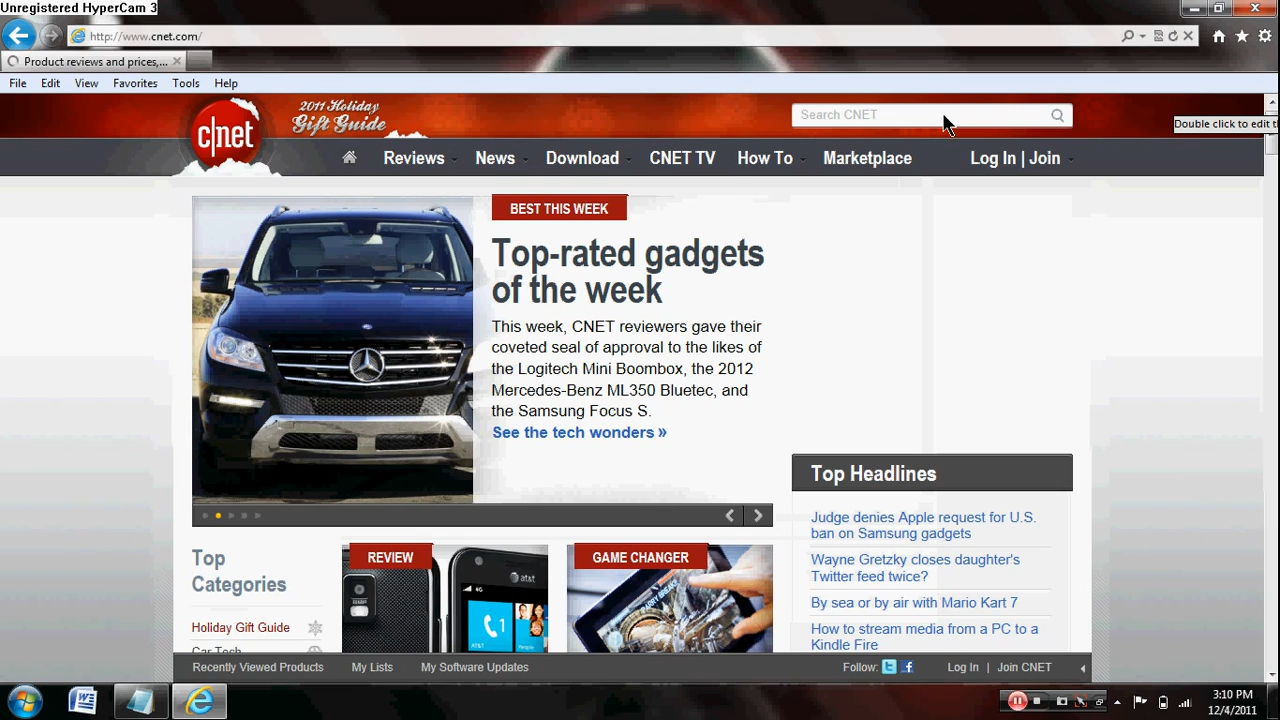 Unregistered HyperCam 3
http://www.cnet.com/
Product reviews and prices,...
File Edit View Favorites Tools Help
c|net
2011 Holiday
Gift Guide
Search CNET
Double click to edit th
Reviews News Download CNET TV How To Marketplace Log In | Join
BEST THIS WEEK
Top-rated gadgets
of the week
This week, CNET reviewers gave their
coveted seal of approval to the likes of
the Logitech Mini Boombox, the 2012
Mercedes-Benz ML350 Bluetec, and
the Samsung Focus S.
See the tech wonders »
Top Headlines
Judge denies Apple request for U.S.
ban on Samsung gadgets
Wayne Gretzky closes daughter's
Twitter feed twice?
By sea or by air with Mario Kart 7
How to stream media from a PC to a
Kindle Fire
Top
Categories
Holiday Gift Guide
Car Tech
REVIEW
at&t
4G
1
AT&T
People
GAME CHANGER
Recently Viewed Products My Lists My Software Updates Follow: Log In | Join CNET
3:10 PM
12/4/2011